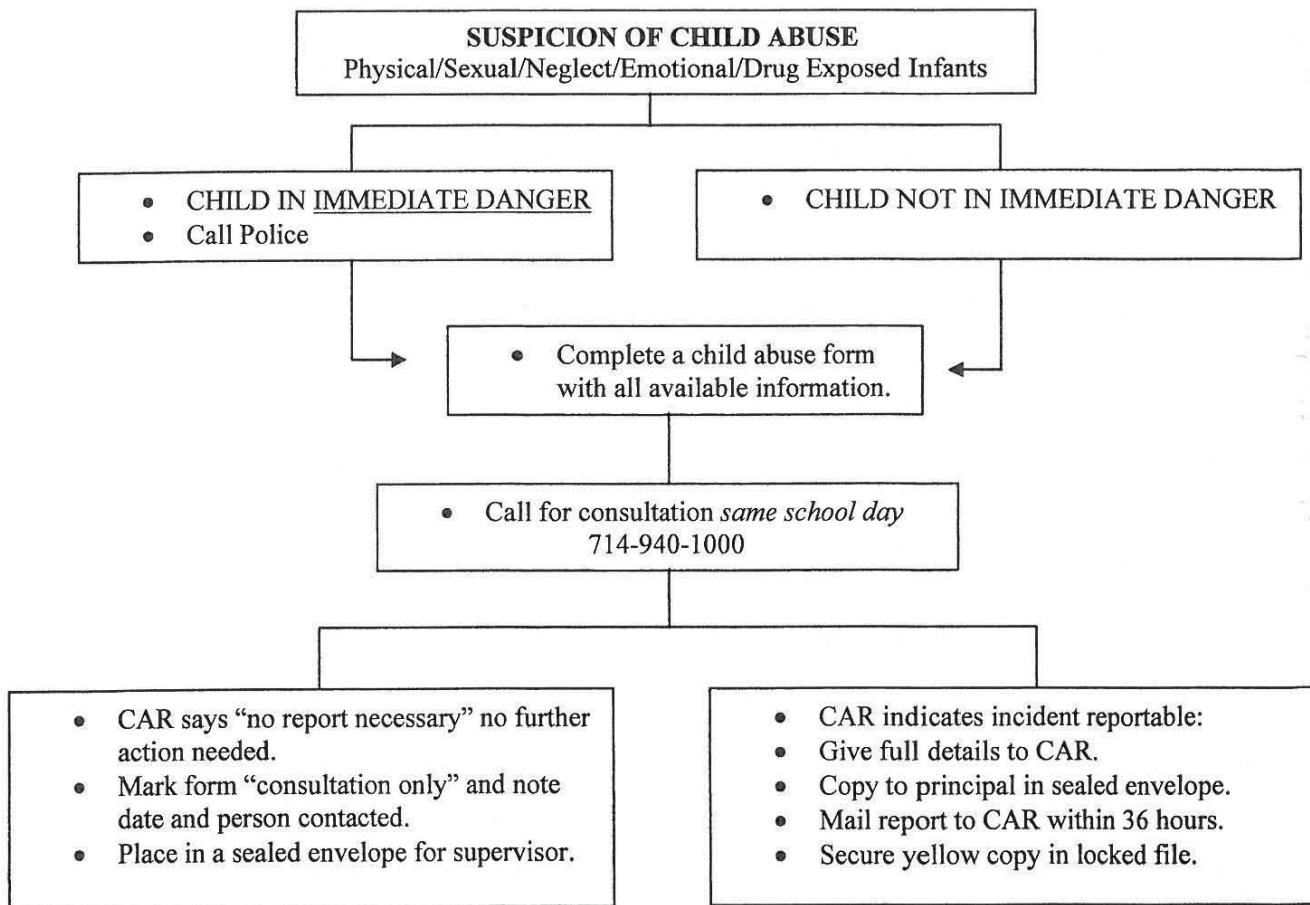 SUSPICION OF CHILD ABUSE
Physical/Sexual/Neglect/Emotional/Drug Exposed Infants
• CHILD IN IMMEDIATE DANGER
• Call Police
• CHILD NOT IN IMMEDIATE DANGER
• Complete a child abuse form
with all available information.
• Call for consultation same school day
714-940-1000
• CAR says “no report necessary” no further
action needed.
• Mark form “consultation only” and note
date and person contacted.
• Place in a sealed envelope for supervisor.
• CAR indicates incident reportable:
• Give full details to CAR.
• Copy to principal in sealed envelope.
• Mail report to CAR within 36 hours.
• Secure yellow copy in locked file.